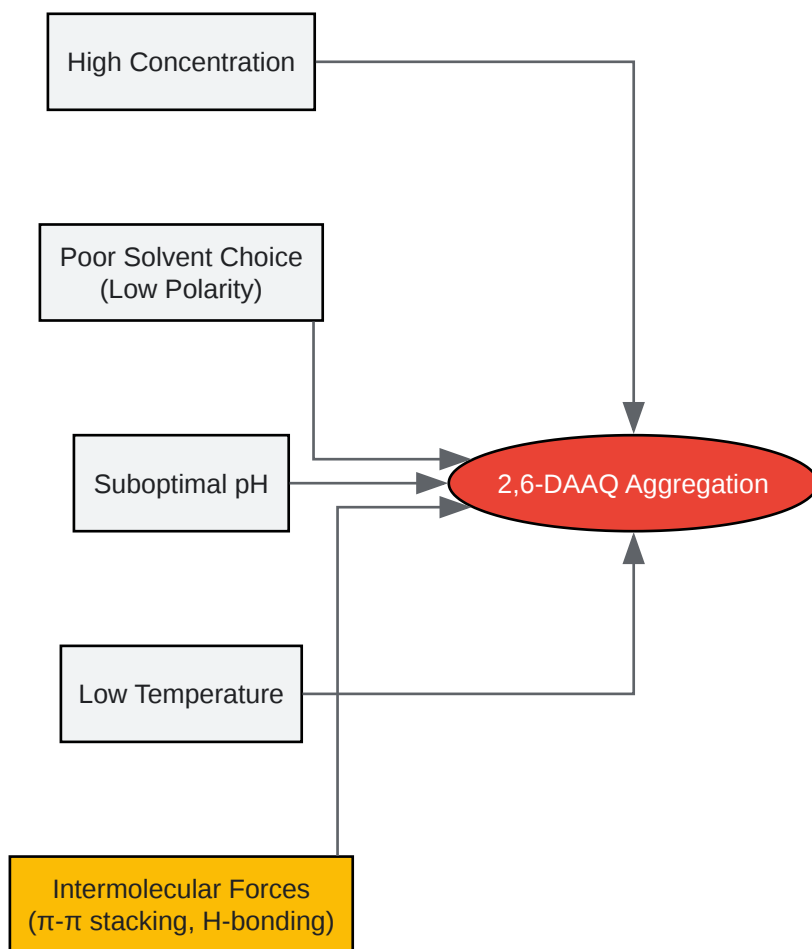 High Concentration
Poor Solvent Choice
(Low Polarity)
Suboptimal pH
2,6-DAAQ Aggregation
Low Temperature
Intermolecular Forces
(π-π stacking, H-bonding)